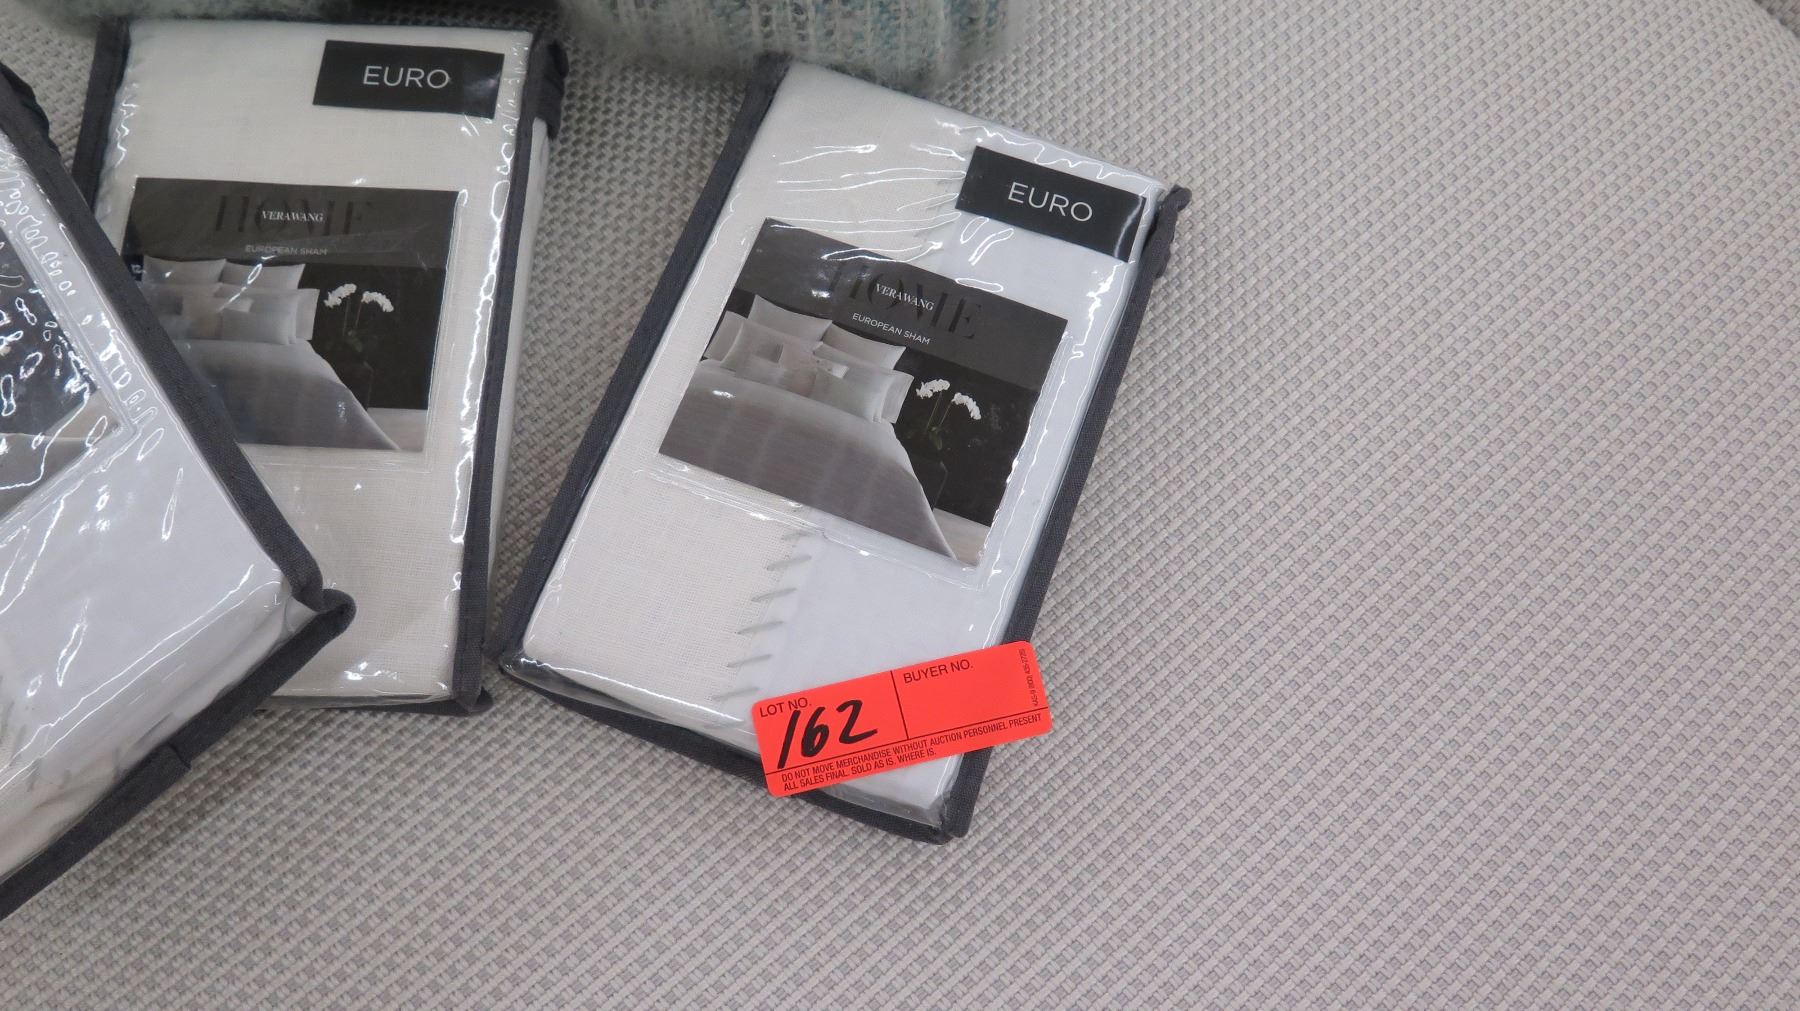 EURO
HOME
VERAWANG
EUROPEAN SHAM
EURO
HOME
VERAWANG
EUROPEAN SHAM
LOT NO.
162
BUYER NO.
DO NOT MOVE MERCHANDISE WITHOUT AUCTION PERSONNEL PRESENT
ALL SALES FINAL. SOLD AS IS. WHERE IS.